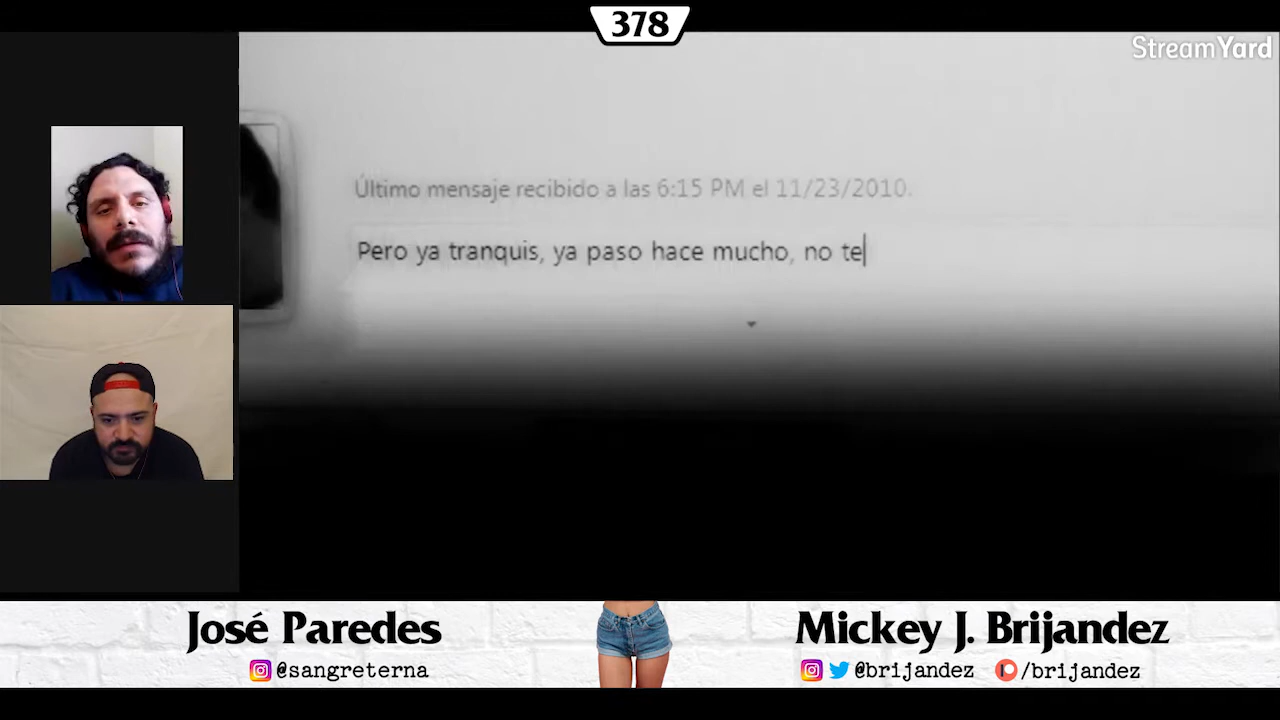 378
StreamYard
Último mensaje recibido a las 6:15 PM el 11/23/2010.
Pero ya tranquis, ya paso hace mucho, no te
José Paredes
@sangreterna
Mickey J. Brijandez
@brijandez /brijandez